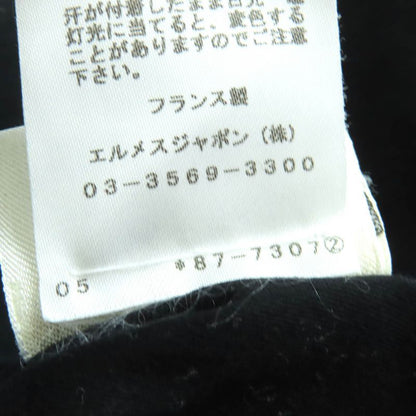 汗が付着したまま日光・
灯光に当てると、変色する
ことがありますのでご注意
下さい。
フランス製
エルメスジャポン(株)
03-3569-3300
05
*87-7307②